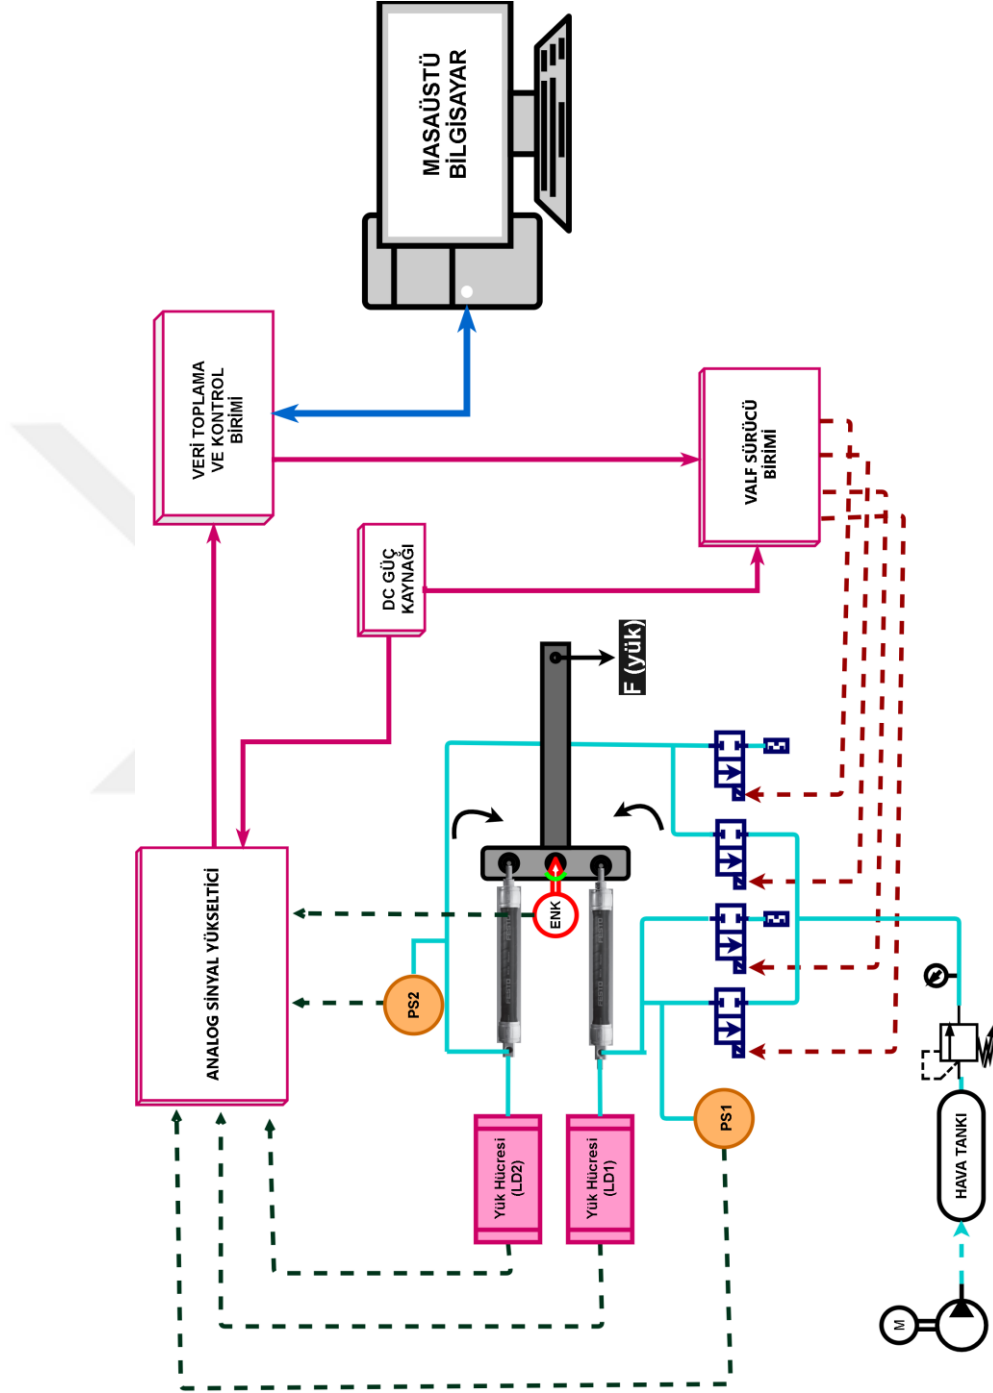 MASAÜSTÜ
BİLGİSAYAR
VERİ TOPLAMA
VE KONTROL
BİRİMİ
VALF SÜRÜCÜ
BİRİMİ
DC GÜÇ
KAYNAĞI
F (yük)
ANALOG SİNYAL YÜKSELTİCİ
ENK
PS2
PS1
Yük Hücresi
(LD2)
Yük Hücresi
(LD1)
HAVA TANKI
M